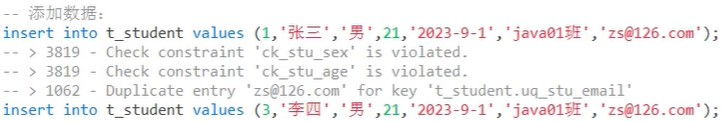 -- 添加数据：
insert into t_student values (1,'张三','男',21,'2023-9-1','java01班','zs@126.com');
-- > 3819 - Check constraint 'ck_stu_sex' is violated.
-- > 3819 - Check constraint 'ck_stu_age' is violated.
-- > 1062 - Duplicate entry 'zs@126.com' for key 't_student.uq_stu_email'
insert into t_student values (3,'李四','男',21,'2023-9-1','java01班','zs@126.com');